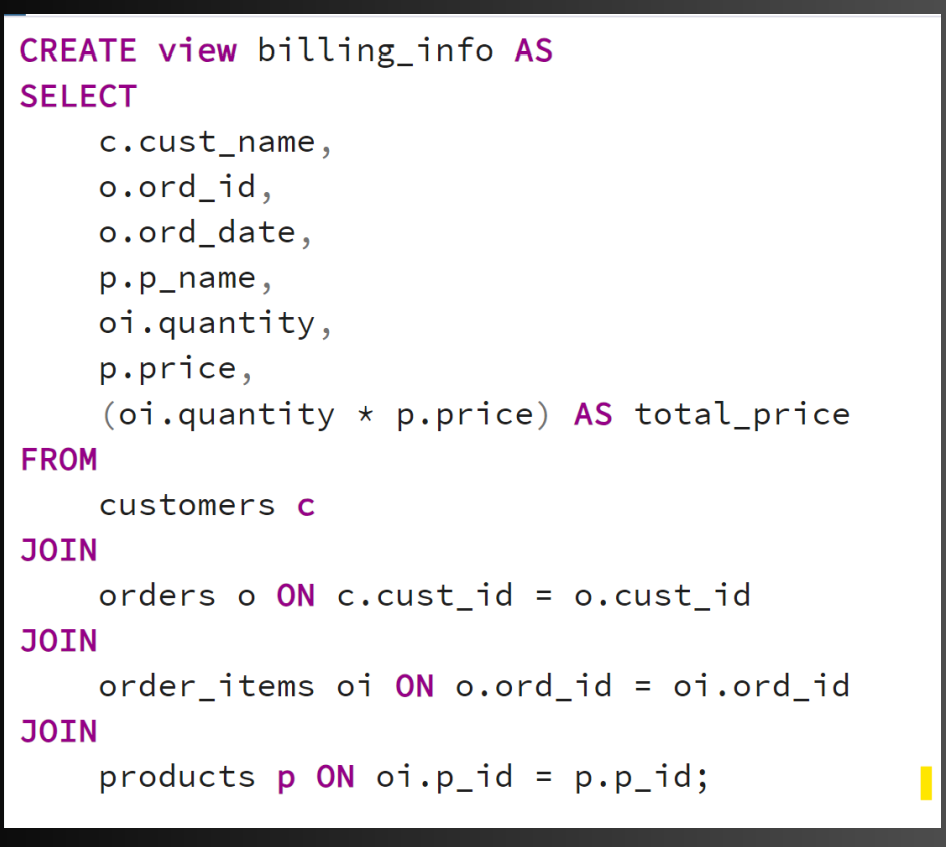 CREATE view billing_info AS
SELECT
    c.cust_name,
    o.ord_id,
    o.ord_date,
    p.p_name,
    oi.quantity,
    p.price,
    (oi.quantity * p.price) AS total_price
FROM
    customers c
JOIN
    orders o ON c.cust_id = o.cust_id
JOIN
    order_items oi ON o.ord_id = oi.ord_id
JOIN
    products p ON oi.p_id = p.p_id;